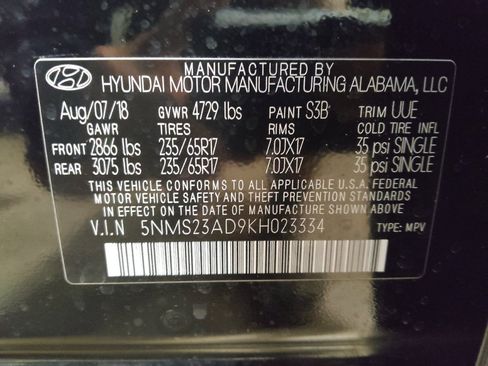 MANUFACTURED BY
HYUNDAI MOTOR MANUFACTURING ALABAMA, LLC
Aug/07/18 GVWR 4729 lbs PAINT S3B TRIM UUE
GAWR TIRES RIMS COLD TIRE INFL
FRONT 2866 lbs 235/65R17 7.0JX17 35 psi SINGLE
REAR 3075 lbs 235/65R17 7.0JX17 35 psi SINGLE
THIS VEHICLE CONFORMS TO ALL APPLICABLE U.S.A. FEDERAL
MOTOR VEHICLE SAFETY AND THEFT PREVENTION STANDARDS
IN EFFECT ON THE DATE OF MANUFACTURE SHOWN ABOVE.
V.I.N 5NMS23AD9KH023334
TYPE: MPV